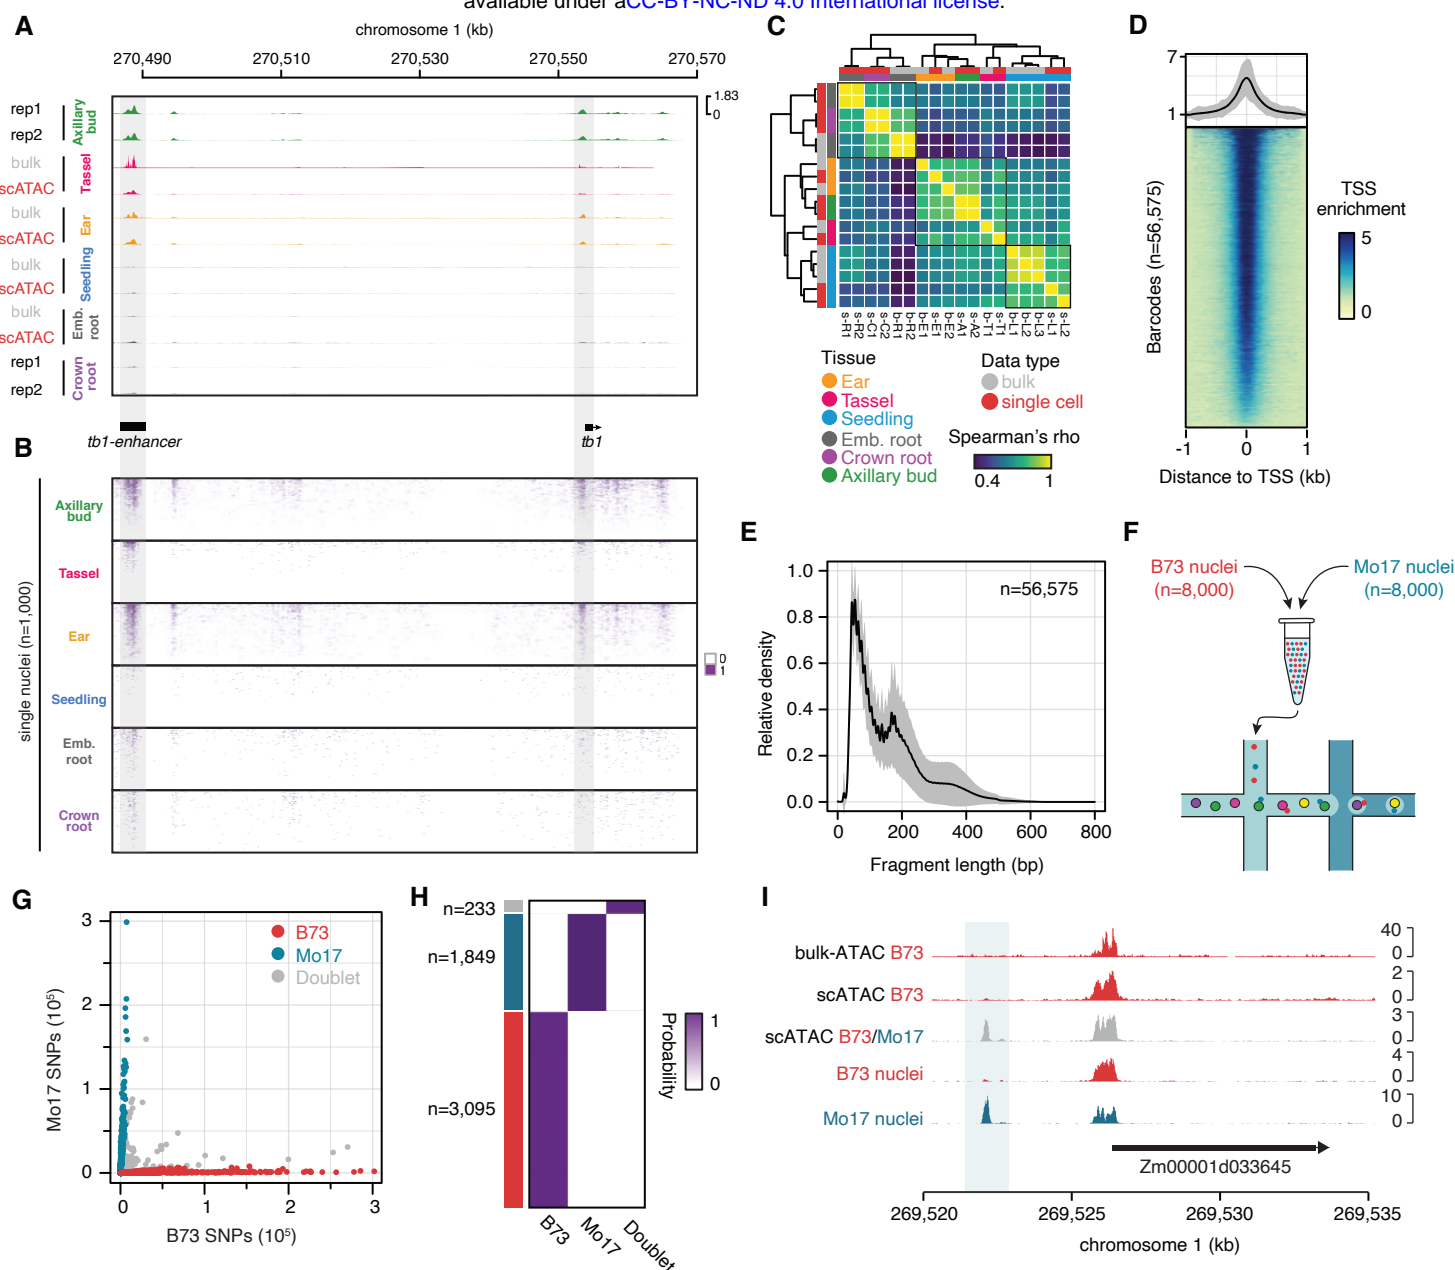 available under aCC-BY-NC-ND 4.0 International license.
A
chromosome 1 (kb)
270,490 270,510 270,530 270,550 270,570
rep1
rep2
Axillary bud
1.83
0
bulk
scATAC
Tassel
bulk
scATAC
Ear
bulk
scATAC
Seedling
bulk
scATAC
Emb. root
rep1
rep2
Crown root
tb1-enhancer
tb1
B
single nuclei (n=1,000)
Axillary
bud
Tassel
Ear
Seedling
Emb.
root
Crown
root
0
1
C
s-R1 s-R2 s-C1 s-C2 b-R1 b-R2 b-E1 s-E1 b-E2 s-A1 s-A2 b-T1 s-T1 b-L1 b-L2 b-L3 s-L1 s-L2
Tissue
Ear
Tassel
Seedling
Emb. root
Crown root
Axillary bud
Data type
bulk
single cell
Spearman's rho
0.4 1
D
7
1
Barcodes (n=56,575)
-1 0 1
Distance to TSS (kb)
TSS
enrichment
5
0
E
Relative density
1.0
0.8
0.6
0.4
0.2
0.0
n=56,575
0 200 400 600 800
Fragment length (bp)
F
B73 nuclei
(n=8,000)
Mo17 nuclei
(n=8,000)
G
Mo17 SNPs (10⁵)
3
2
1
0
B73
Mo17
Doublet
0 1 2 3
B73 SNPs (10⁵)
H
n=233
n=1,849
n=3,095
B73 Mo17 Doublet
Probability
1
0
I
bulk-ATAC B73
40
0
scATAC B73
2
0
scATAC B73/Mo17
3
0
B73 nuclei
4
0
Mo17 nuclei
10
0
Zm00001d033645
269,520 269,525 269,530 269,535
chromosome 1 (kb)